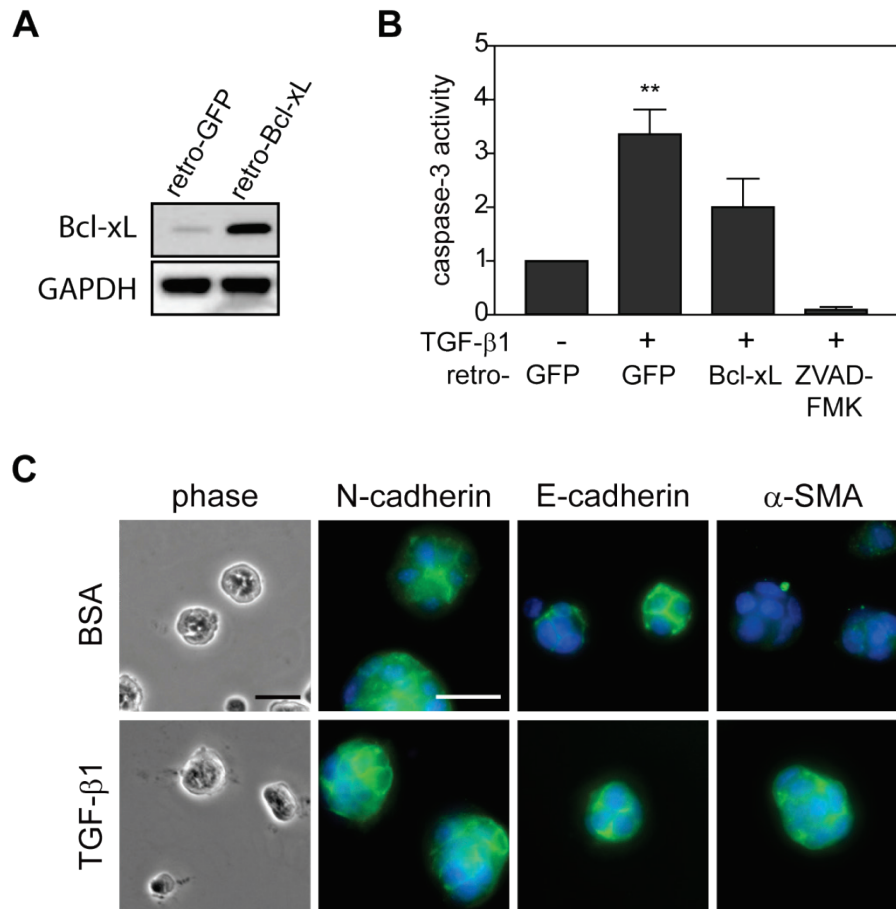 A
retro-GFP
retro-Bcl-xL
Bcl-xL
GAPDH
B
caspase-3 activity
5
4
3
2
1
0
**
TGF-β1 - + + +
retro- GFP GFP Bcl-xL ZVAD-
FMK
C
phase N-cadherin E-cadherin α-SMA
BSA
TGF-β1